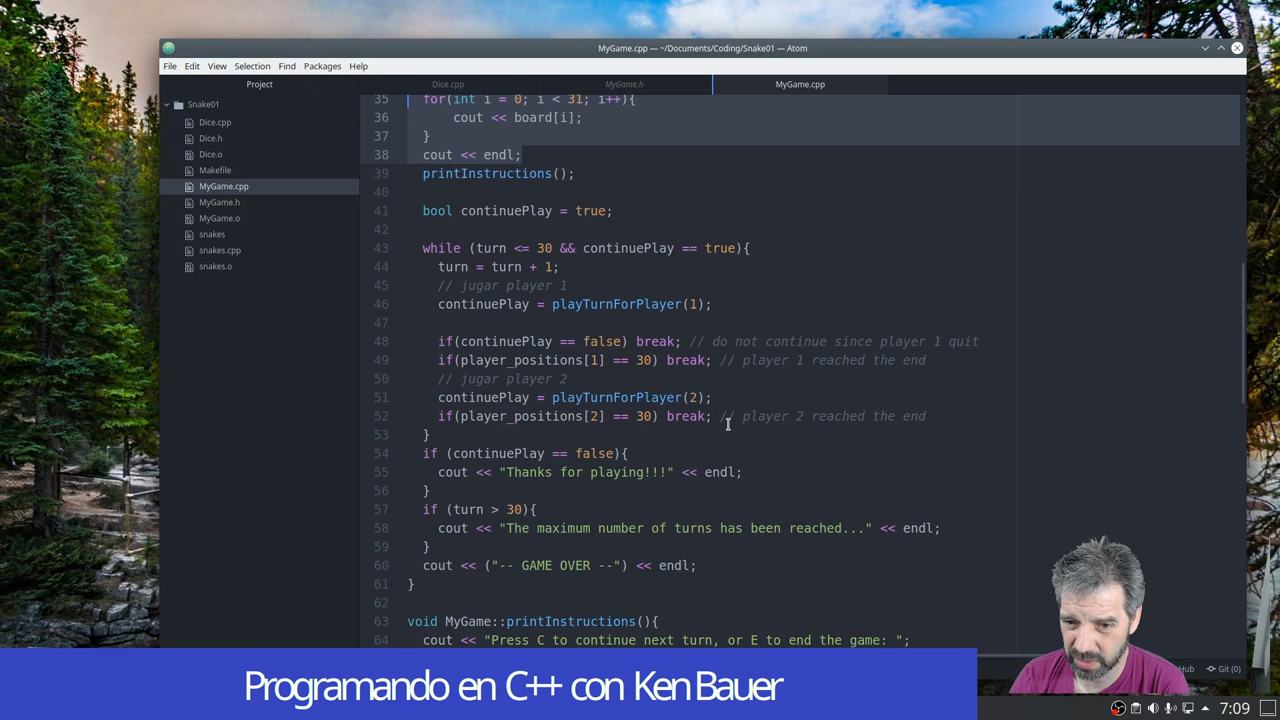 MyGame.cpp — ~/Documents/Coding/Snake01 — Atom
File Edit View Selection Find Packages Help
Project Dice.cpp MyGame.h MyGame.cpp
Snake01
Dice.cpp
Dice.h
Dice.o
Makefile
MyGame.cpp
MyGame.h
MyGame.o
snakes
snakes.cpp
snakes.o
35 for(int i = 0; i < 31; i++){
36 cout << board[i];
37 }
38 cout << endl;
39 printInstructions();
40
41 bool continuePlay = true;
42
43 while (turn <= 30 && continuePlay == true){
44 turn = turn + 1;
45 // jugar player 1
46 continuePlay = playTurnForPlayer(1);
47
48 if(continuePlay == false) break; // do not continue since player 1 quit
49 if(player_positions[1] == 30) break; // player 1 reached the end
50 // jugar player 2
51 continuePlay = playTurnForPlayer(2);
52 if(player_positions[2] == 30) break; // player 2 reached the end
53 }
54 if (continuePlay == false){
55 cout << "Thanks for playing!!!" << endl;
56 }
57 if (turn > 30){
58 cout << "The maximum number of turns has been reached..." << endl;
59 }
60 cout << ("-- GAME OVER --") << endl;
61 }
62
63 void MyGame::printInstructions(){
64 cout << "Press C to continue next turn, or E to end the game: ";
Hub Git (0)
Programando en C++ con Ken Bauer
7:09